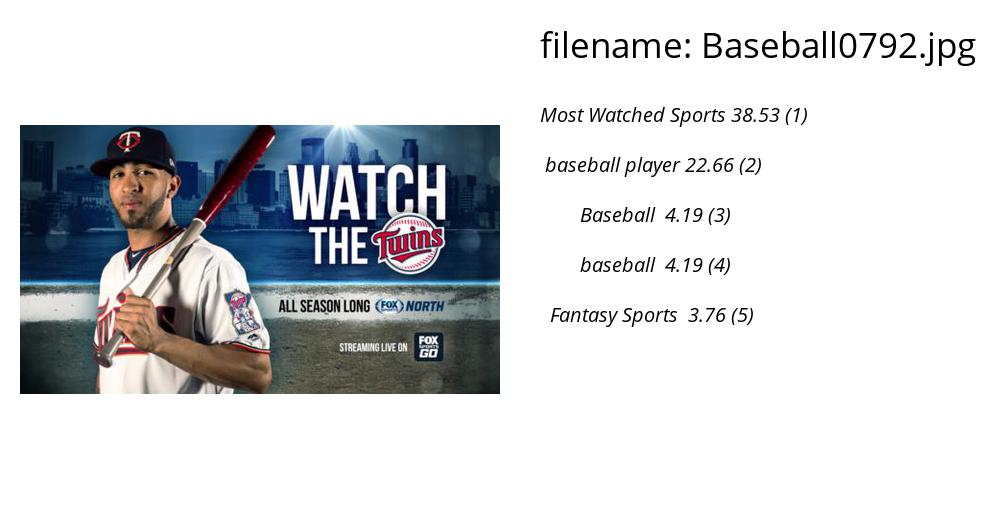 filename: Baseball0792.jpg
Most Watched Sports 38.53 (1)
baseball player 22.66 (2)
Baseball 4.19 (3)
baseball 4.19 (4)
Fantasy Sports 3.76 (5)
T C
WATCH
THE Twins
ALL SEASON LONG FOX NORTH
STREAMING LIVE ON FOX SPORTS GO